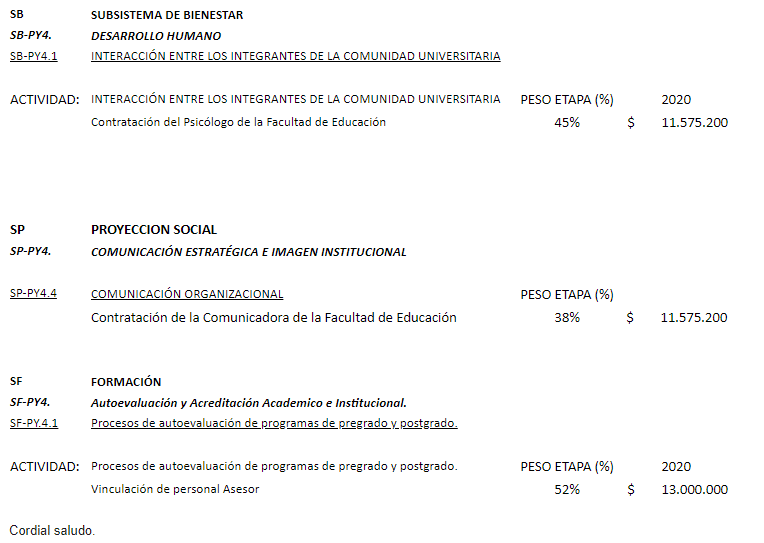 SB SUBSISTEMA DE BIENESTAR
SB-PY4. DESARROLLO HUMANO
SB-PY4.1 INTERACCIÓN ENTRE LOS INTEGRANTES DE LA COMUNIDAD UNIVERSITARIA
ACTIVIDAD: INTERACCIÓN ENTRE LOS INTEGRANTES DE LA COMUNIDAD UNIVERSITARIA PESO ETAPA (%) 2020
Contratación del Psicólogo de la Facultad de Educación 45% $ 11.575.200
SP PROYECCION SOCIAL
SP-PY4. COMUNICACIÓN ESTRATÉGICA E IMAGEN INSTITUCIONAL
SP-PY4.4 COMUNICACIÓN ORGANIZACIONAL PESO ETAPA (%)
Contratación de la Comunicadora de la Facultad de Educación 38% $ 11.575.200
SF FORMACIÓN
SF-PY4. Autoevaluación y Acreditación Academico e Institucional.
SF-PY.4.1 Procesos de autoevaluación de programas de pregrado y postgrado.
ACTIVIDAD: Procesos de autoevaluación de programas de pregrado y postgrado. PESO ETAPA (%) 2020
Vinculación de personal Asesor 52% $ 13.000.000
Cordial saludo.